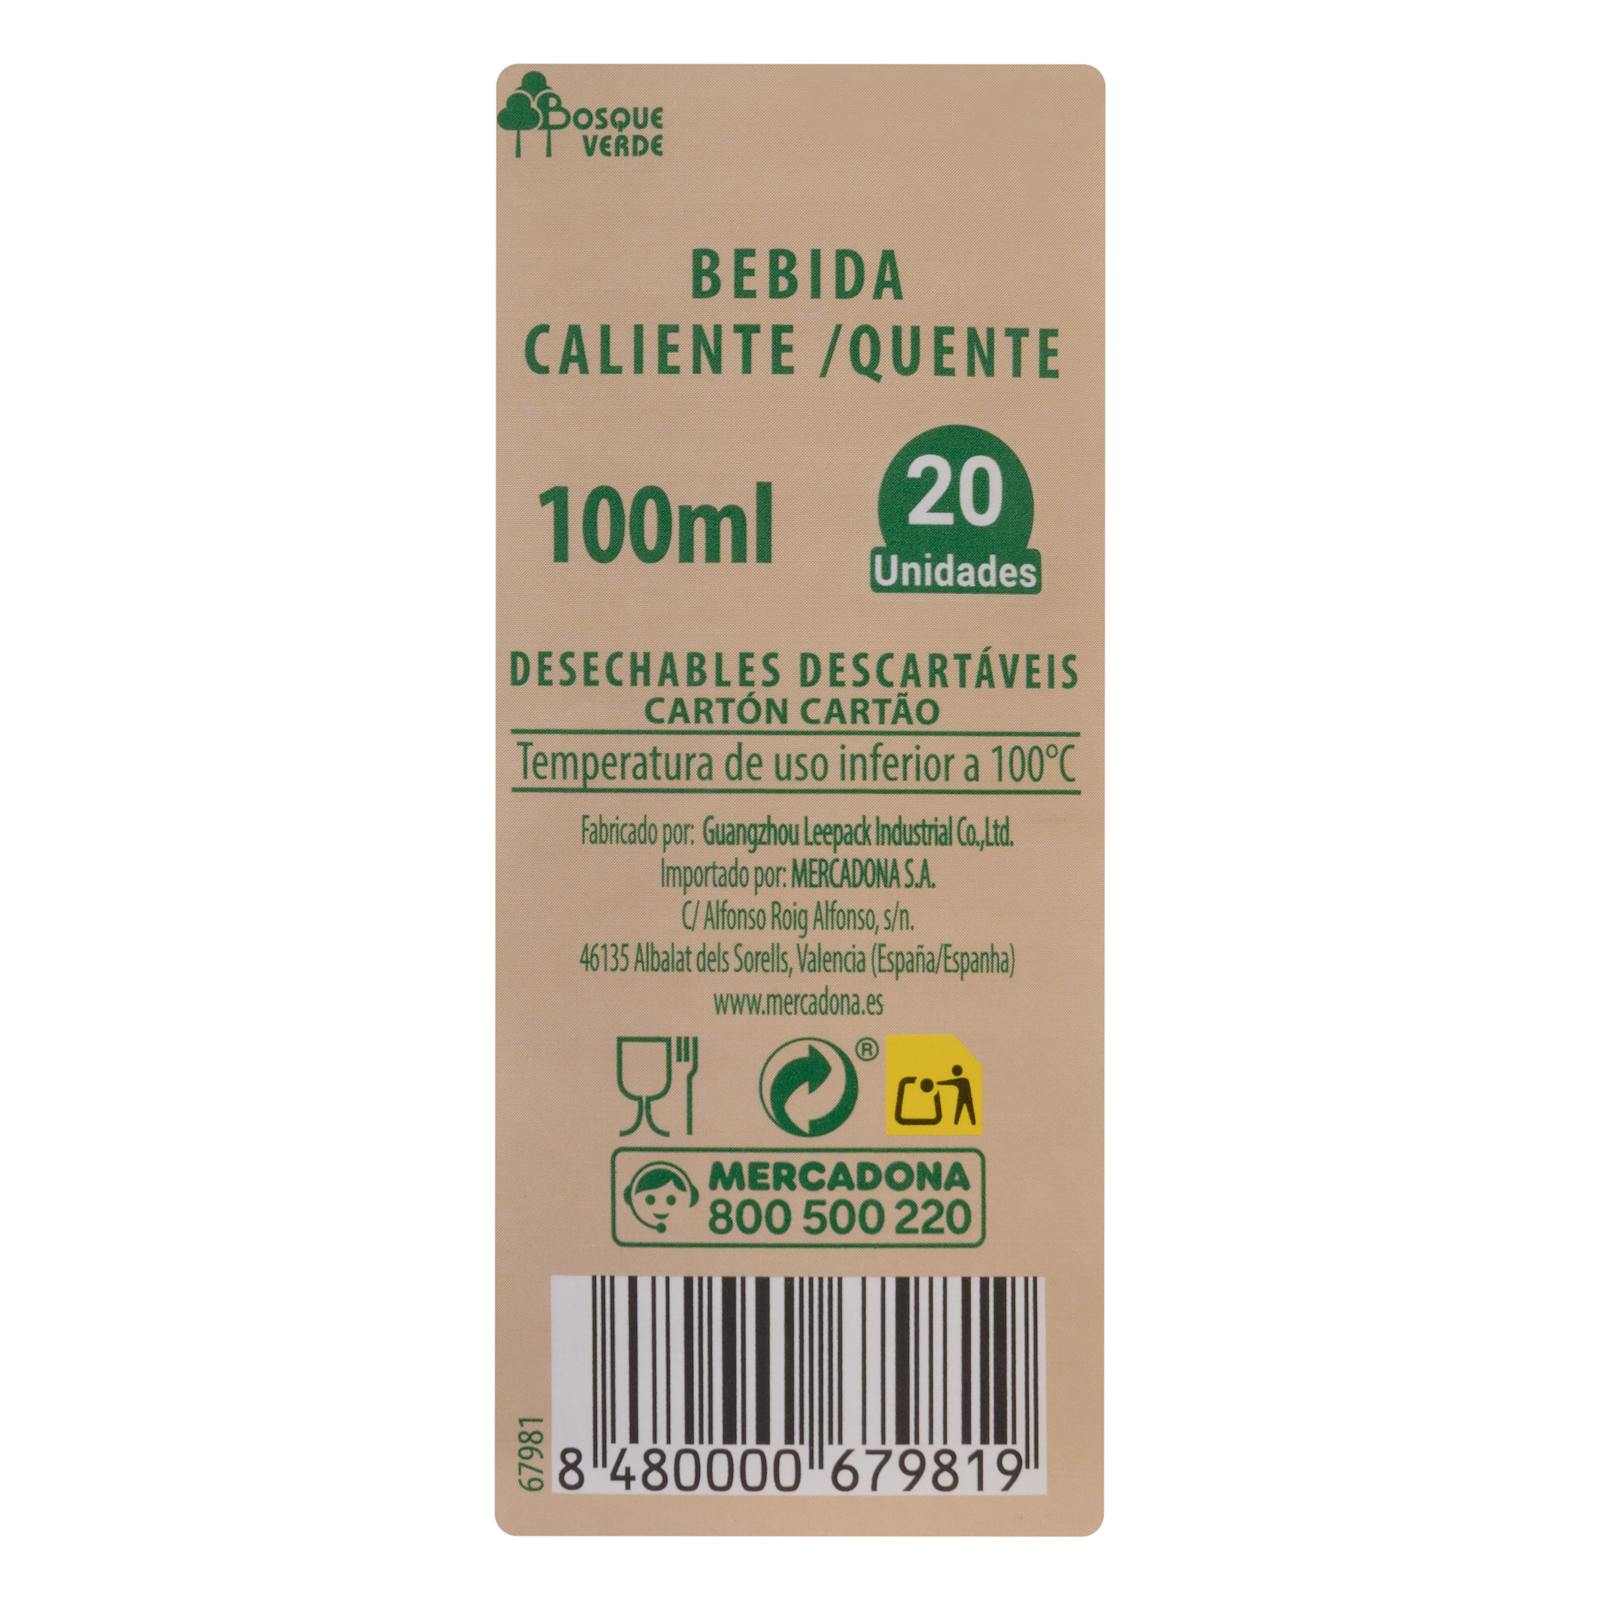 BOSQUE
VERDE
BEBIDA
CALIENTE /QUENTE
100ml
20
Unidades
DESECHABLES DESCARTÁVEIS
CARTÓN CARTÃO
Temperatura de uso inferior a 100°C
Fabricado por: Guangzhou Leepack Industrial Co.,Ltd.
Importado por: MERCADONA S.A.
C/ Alfonso Roig Alfonso, s/n.
46135 Albalat dels Sorells, Valencia (España/Espanha)
www.mercadona.es
®
MERCADONA
800 500 220
67981
8 480000 679819